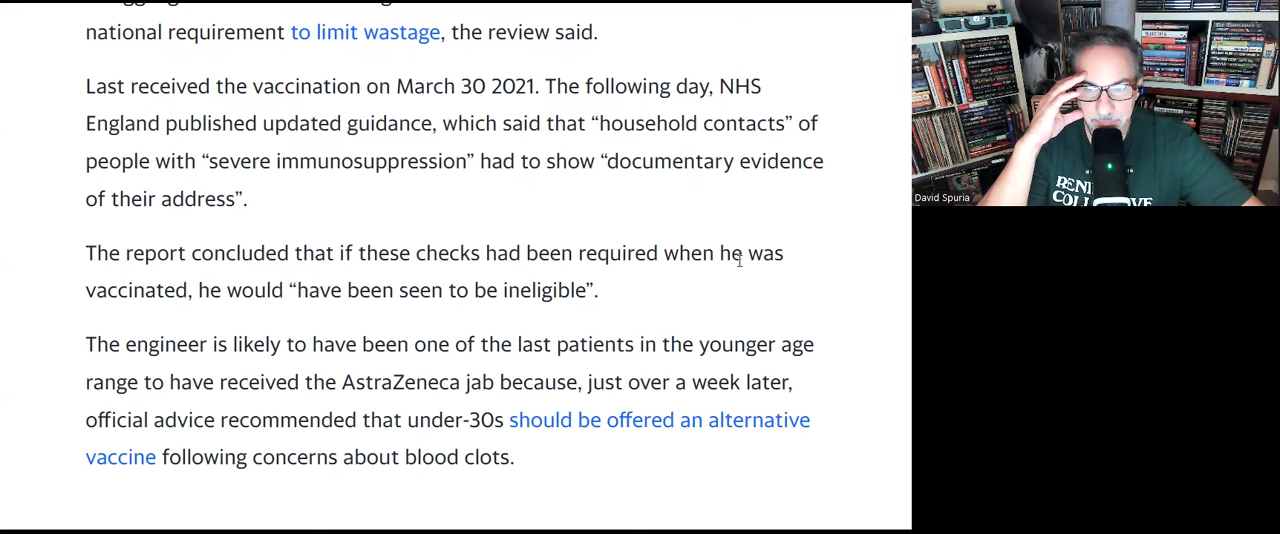 national requirement to limit wastage, the review said.
Last received the vaccination on March 30 2021. The following day, NHS
England published updated guidance, which said that “household contacts” of
people with “severe immunosuppression” had to show “documentary evidence
of their address”.
The report concluded that if these checks had been required when he was
vaccinated, he would “have been seen to be ineligible”.
The engineer is likely to have been one of the last patients in the younger age
range to have received the AstraZeneca jab because, just over a week later,
official advice recommended that under-30s should be offered an alternative
vaccine following concerns about blood clots.
David Spuria